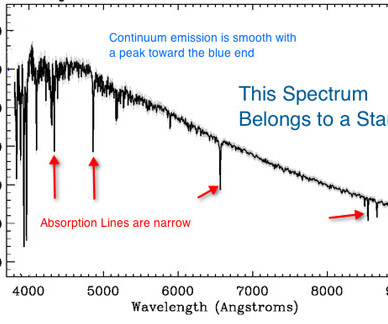 Continuum emission is smooth with
a peak toward the blue end
This Spectrum
Belongs to a Star
Absorption Lines are narrow
4000 5000 6000 7000 8000
Wavelength (Angstroms)